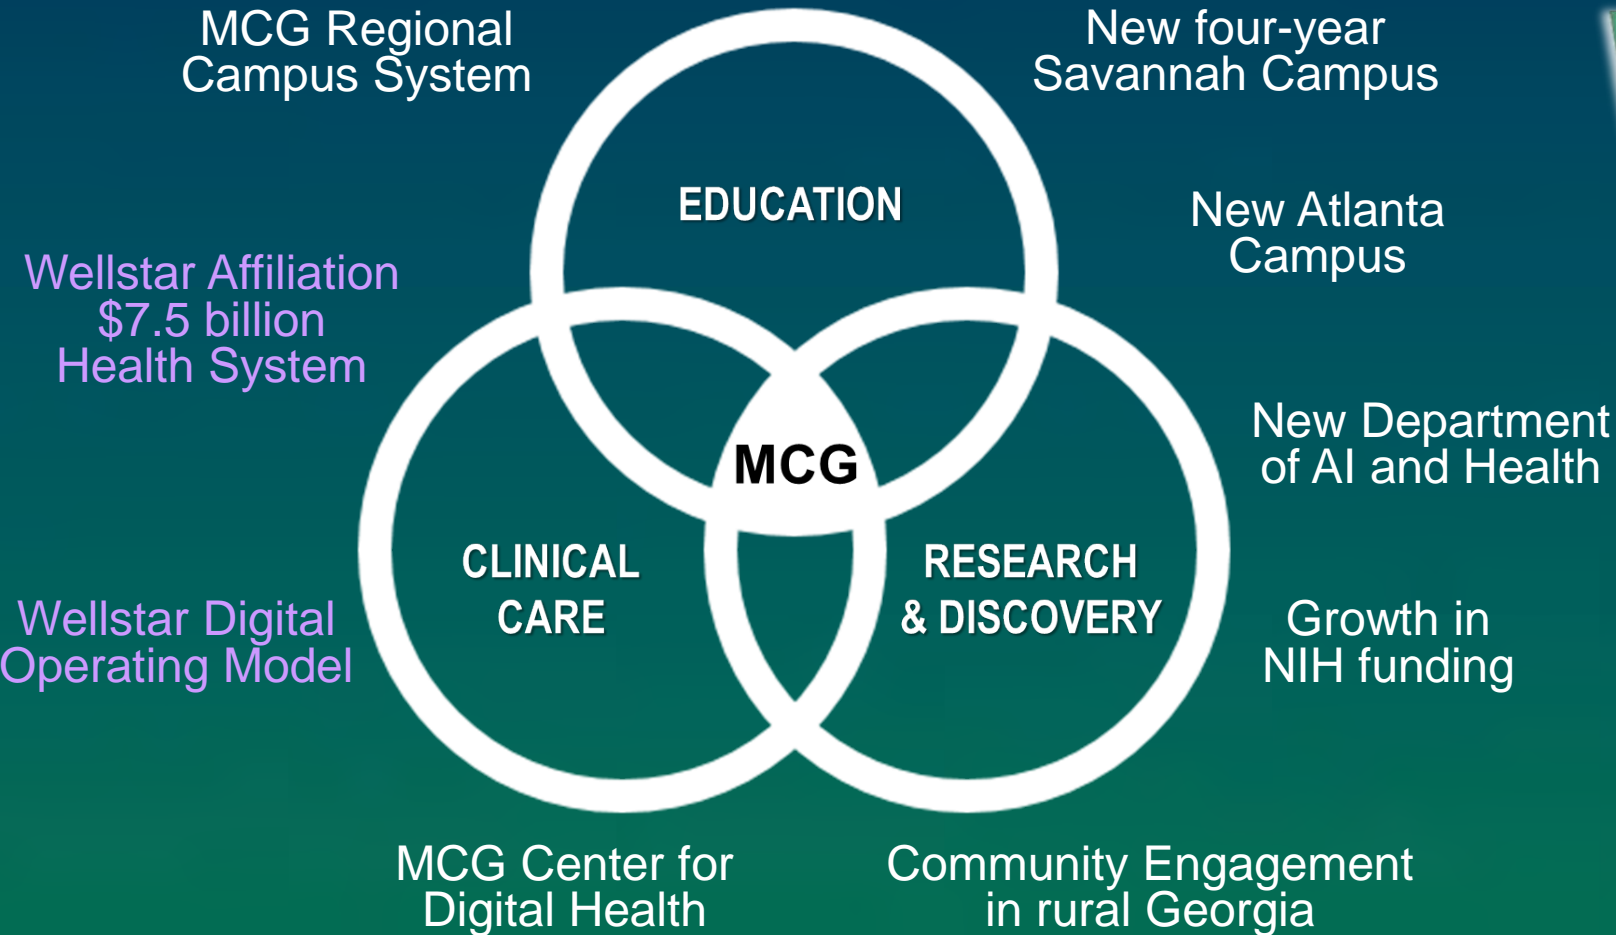 MCG Regional
Campus System
New four-year
Savannah Campus
EDUCATION
New Atlanta
Campus
Wellstar Affiliation
$7.5 billion
Health System
New Department
of AI and Health
MCG
CLINICAL
CARE
RESEARCH
& DISCOVERY
Wellstar Digital
Operating Model
Growth in
NIH funding
MCG Center for
Digital Health
Community Engagement
in rural Georgia